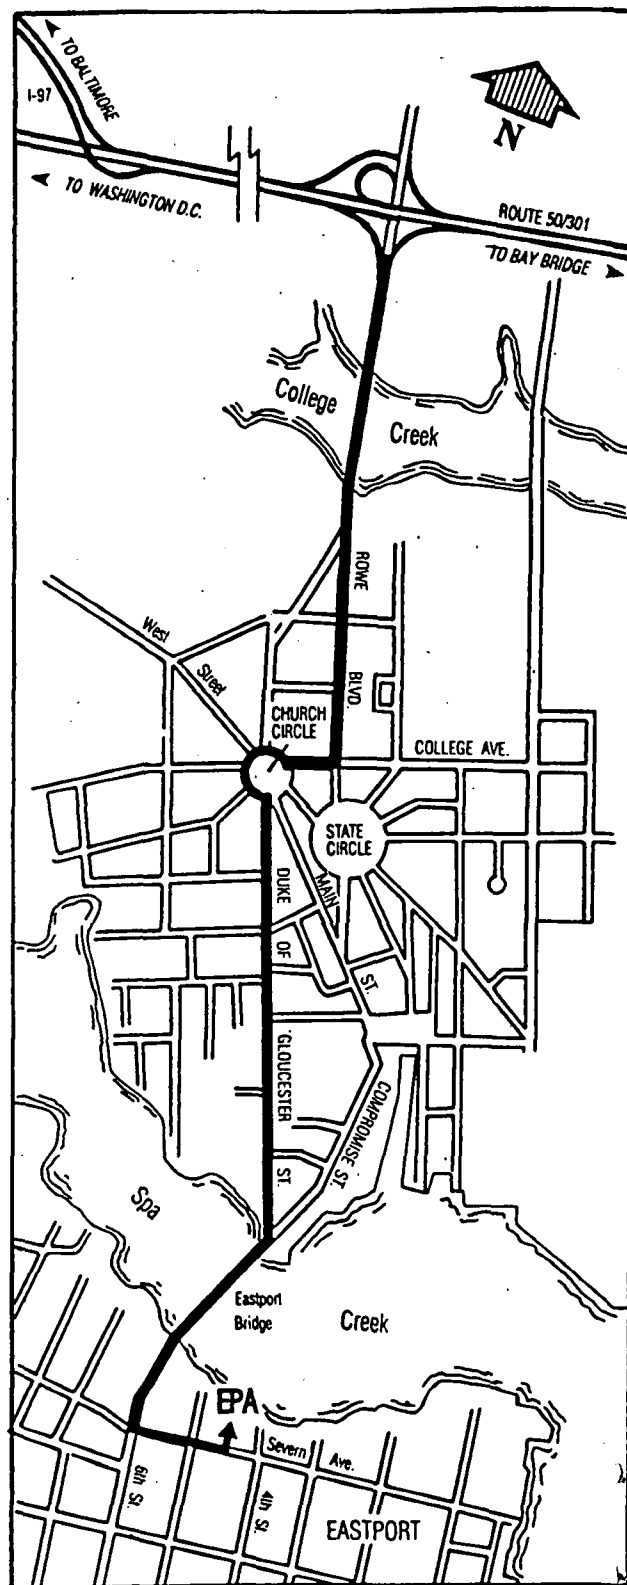 TO BALTIMORE
I-97
N
TO WASHINGTON D.C.
ROUTE 50/301
TO BAY BRIDGE
College
Creek
ROWE
BLVD.
West
Street
CHURCH
CIRCLE
COLLEGE AVE.
STATE
CIRCLE
MAIN
ST.
DUKE
OF
GLOUCESTER
ST.
COMPROMISE ST.
Spa
Creek
Eastport
Bridge
EPA
Severn Ave.
6th St.
4th St.
EASTPORT